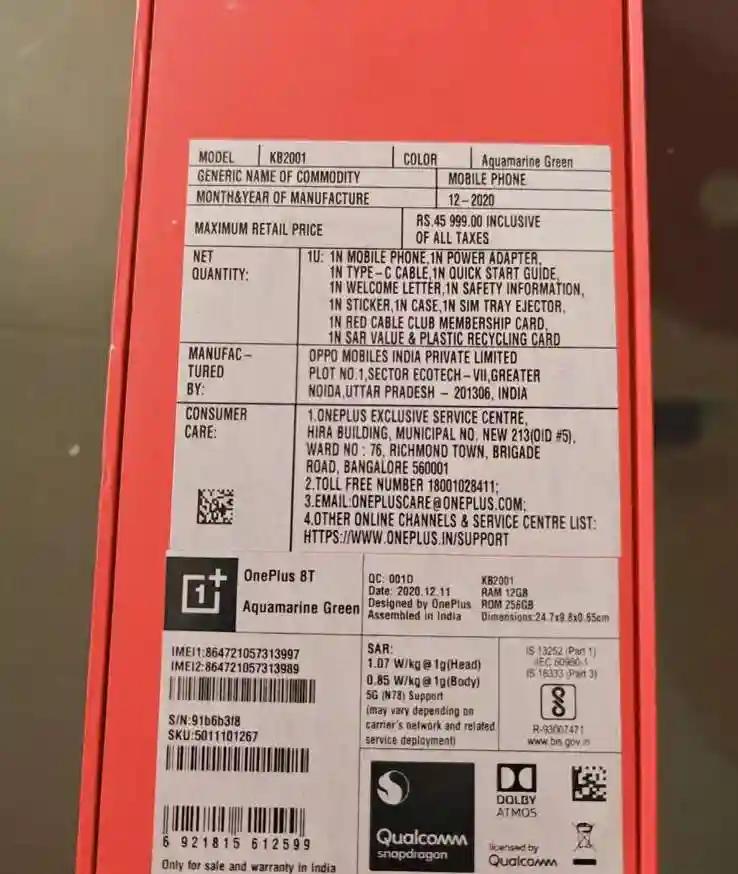 MODEL KB2001 COLOR Aquamarine Green
GENERIC NAME OF COMMODITY MOBILE PHONE
MONTH&YEAR OF MANUFACTURE 12-2020
MAXIMUM RETAIL PRICE RS.45 999.00 INCLUSIVE
OF ALL TAXES
NET QUANTITY: 1U: 1N MOBILE PHONE,1N POWER ADAPTER,
1N TYPE-C CABLE,1N QUICK START GUIDE,
1N WELCOME LETTER,1N SAFETY INFORMATION,
1N STICKER,1N CASE,1N SIM TRAY EJECTOR,
1N RED CABLE CLUB MEMBERSHIP CARD,
1N SAR VALUE & PLASTIC RECYCLING CARD
MANUFAC-
TURED
BY:
OPPO MOBILES INDIA PRIVATE LIMITED
PLOT NO.1,SECTOR ECOTECH-VII,GREATER
NOIDA,UTTAR PRADESH - 201306, INDIA
CONSUMER
CARE:
1.ONEPLUS EXCLUSIVE SERVICE CENTRE,
HIRA BUILDING, MUNICIPAL NO. NEW 213(OID #5),
WARD NO : 76, RICHMOND TOWN, BRIGADE
ROAD, BANGALORE 560001
2.TOLL FREE NUMBER 18001028411;
3.EMAIL:ONEPLUSCARE@ONEPLUS.COM;
4.OTHER ONLINE CHANNELS & SERVICE CENTRE LIST:
HTTPS://WWW.ONEPLUS.IN/SUPPORT
OnePlus 8T
Aquamarine Green
QC: 001D
Date: 2020.12.11
Designed by OnePlus
Assembled in India
KB2001
RAM 12GB
ROM 256GB
Dimensions:24.7x9.8x0.65cm
IMEI1:864721057313997
IMEI2:864721057313989
S/N:91b6b3f8
SKU:5011101267
6 921815 612599
Only for sale and warranty in India
SAR:
1.07 W/kg@1g(Head)
0.85 W/kg@1g(Body)
5G (N78) Support
(may vary depending on
carrier's network and related
service deployment)
IS 13252 (Part 1)
IEC 60950-1
IS 16333 (Part 3)
R-93007471
www.bis.gov.in
Qualcomm
snapdragon
DOLBY
ATMOS
licensed by
Qualcomm